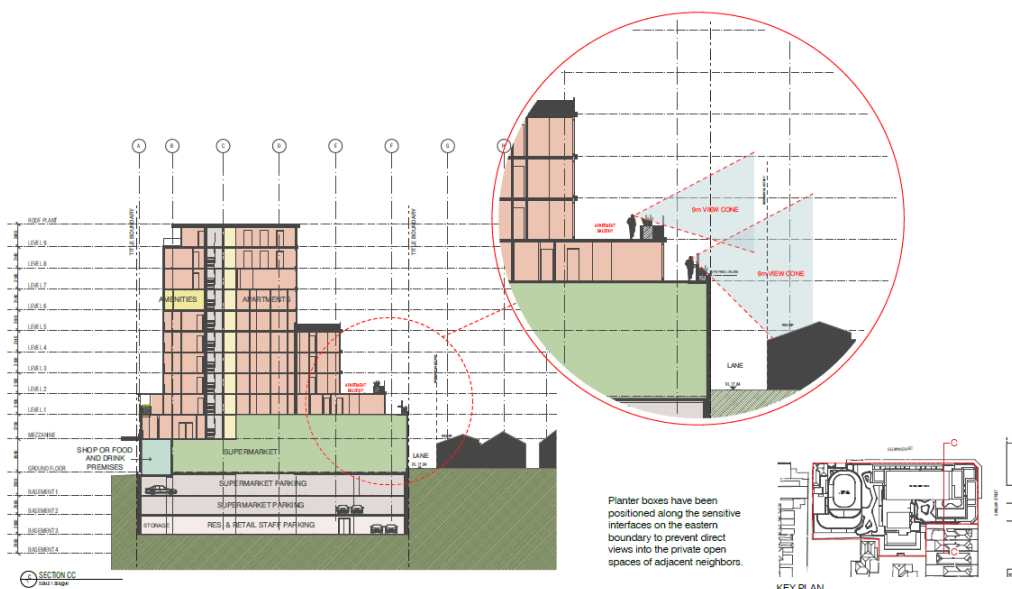 A
B
C
D
E
F
G
H
TITLE BOUNDARY
TITLE BOUNDARY
ROOF PLANT
LEVEL 9
LEVEL 8
LEVEL 7
LEVEL 6
LEVEL 5
LEVEL 4
LEVEL 3
LEVEL 2
LEVEL 1
MEZZANINE
GROUND FLOOR
BASEMENT 1
BASEMENT 2
BASEMENT 3
BASEMENT 4
AMENITIES
APARTMENTS
APARTMENT
BALCONY
SHOP OR FOOD
AND DRINK
PREMISES
SUPERMARKET
LANE
SUPERMARKET PARKING
SUPERMARKET PARKING
STORAGE
RES. & RETAIL STAFF PARKING
SECTION CC
APARTMENT
BALCONY
9m VIEW CONE
9m VIEW CONE
LANE
Planter boxes have been
positioned along the sensitive
interfaces on the eastern
boundary to prevent direct
views into the private open
spaces of adjacent neighbors.
C
C
KEY PLAN